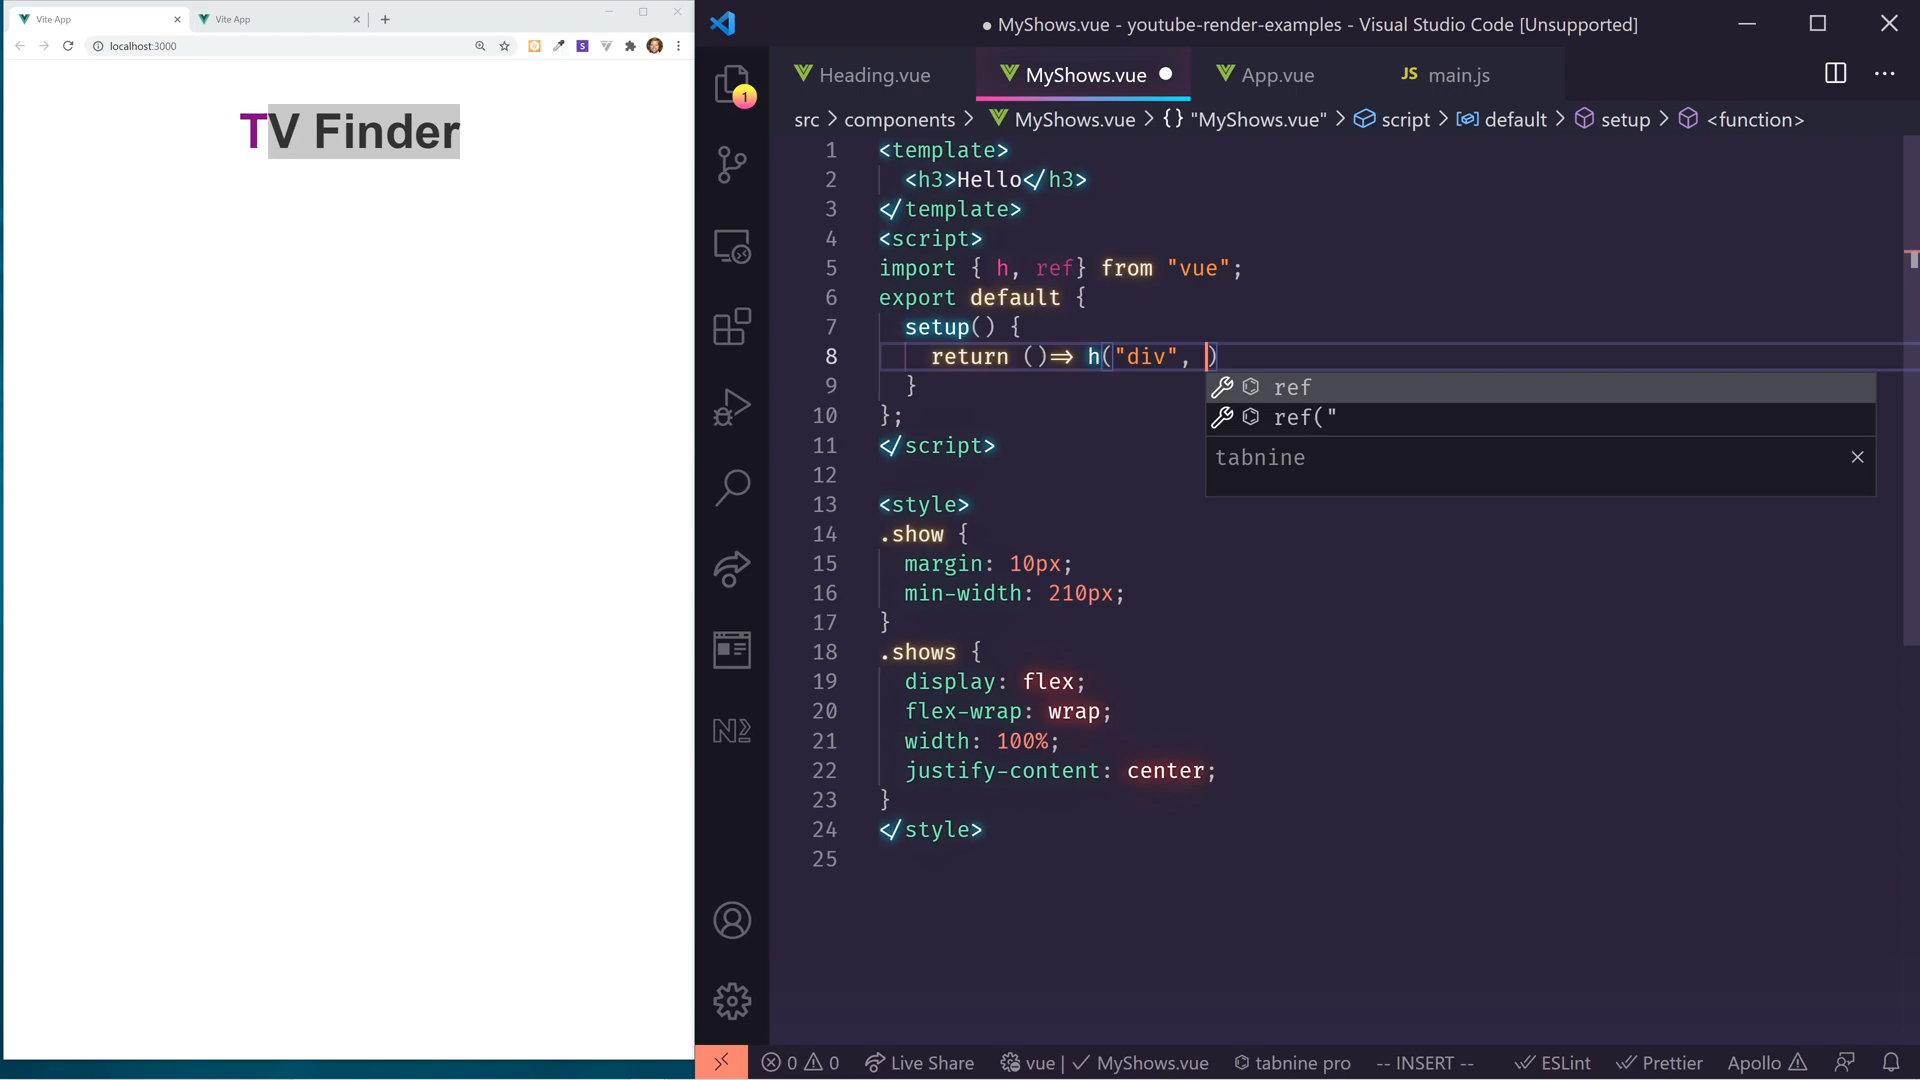 Vite App
Vite App
localhost:3000
TV Finder
● MyShows.vue - youtube-render-examples - Visual Studio Code [Unsupported]
1
Heading.vue
MyShows.vue
App.vue
JS main.js
src > components > MyShows.vue > {} "MyShows.vue" > script > default > setup > <function>
1 <template>
2 <h3>Hello</h3>
3 </template>
4 <script>
5 import { h, ref} from "vue";
6 export default {
7 setup() {
8 return ()=> h("div", )
9 }
10 };
11 </script>
12
13 <style>
14 .show {
15 margin: 10px;
16 min-width: 210px;
17 }
18 .shows {
19 display: flex;
20 flex-wrap: wrap;
21 width: 100%;
22 justify-content: center;
23 }
24 </style>
25
ref
ref("
tabnine
0 0 Live Share vue | MyShows.vue tabnine pro -- INSERT -- ESLint Prettier Apollo